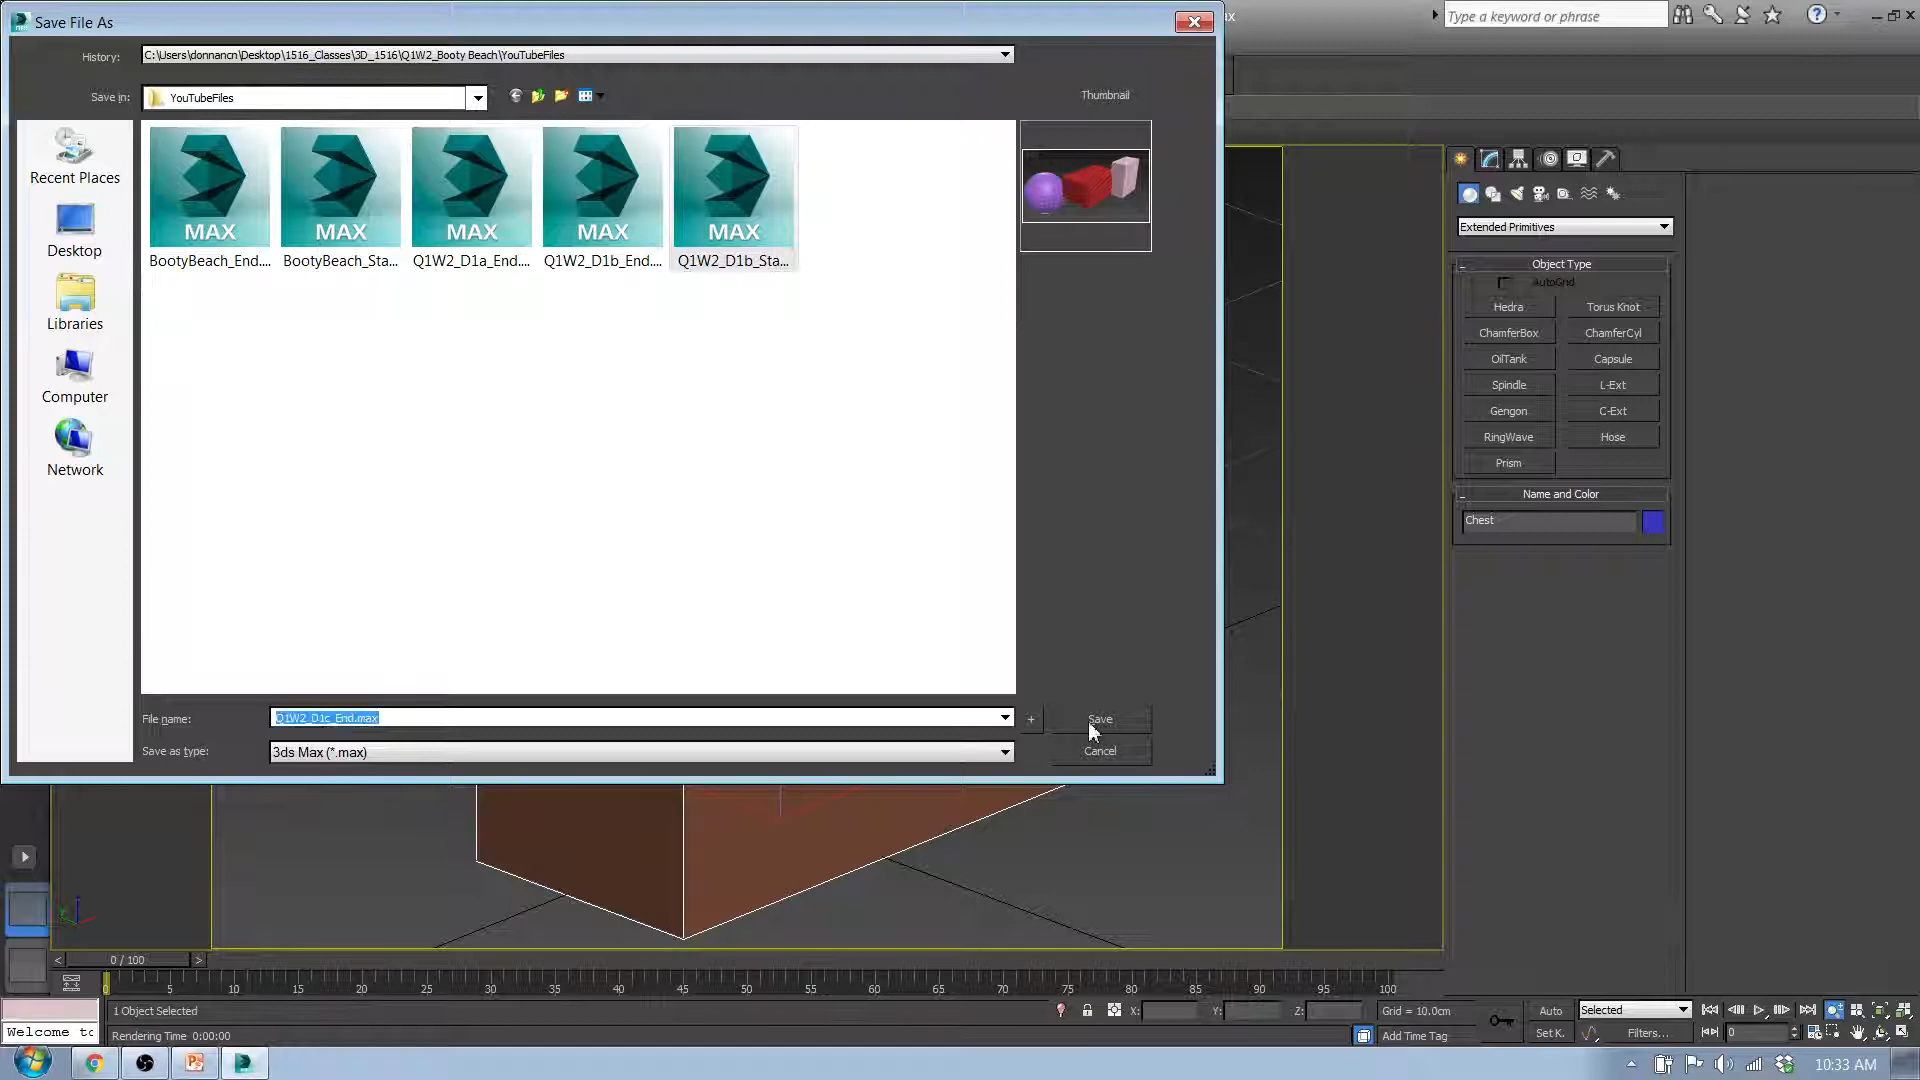 Save File As
x
Type a keyword or phrase
History:
C:\Users\donnancn\Desktop\1516_Classes\3D_1516\Q1W2_Booty Beach\YouTubeFiles
Save in:
YouTubeFiles
Thumbnail
Recent Places
Desktop
Libraries
Computer
Network
MAX
MAX
MAX
MAX
MAX
BootyBeach_End....
BootyBeach_Sta...
Q1W2_D1a_End....
Q1W2_D1b_End....
Q1W2_D1b_Sta...
File name:
Q1W2_D1c_End.max
+
Save
Save as type:
3ds Max (*.max)
Cancel
Extended Primitives
Object Type
AutoGrid
Hedra
Torus Knot
ChamferBox
ChamferCyl
OilTank
Capsule
Spindle
L-Ext
Gengon
C-Ext
RingWave
Hose
Prism
Name and Color
Chest
< 0 / 100 >
0 5 10 15 20 25 30 35 40 45 50 55 60 65 70 75 80 85 90 95 100
1 Object Selected
X:
Y:
Z:
Grid = 10.0cm
Auto
Selected
Welcome to
Rendering Time 0:00:00
Add Time Tag
Set K.
Filters...
0
10:33 AM